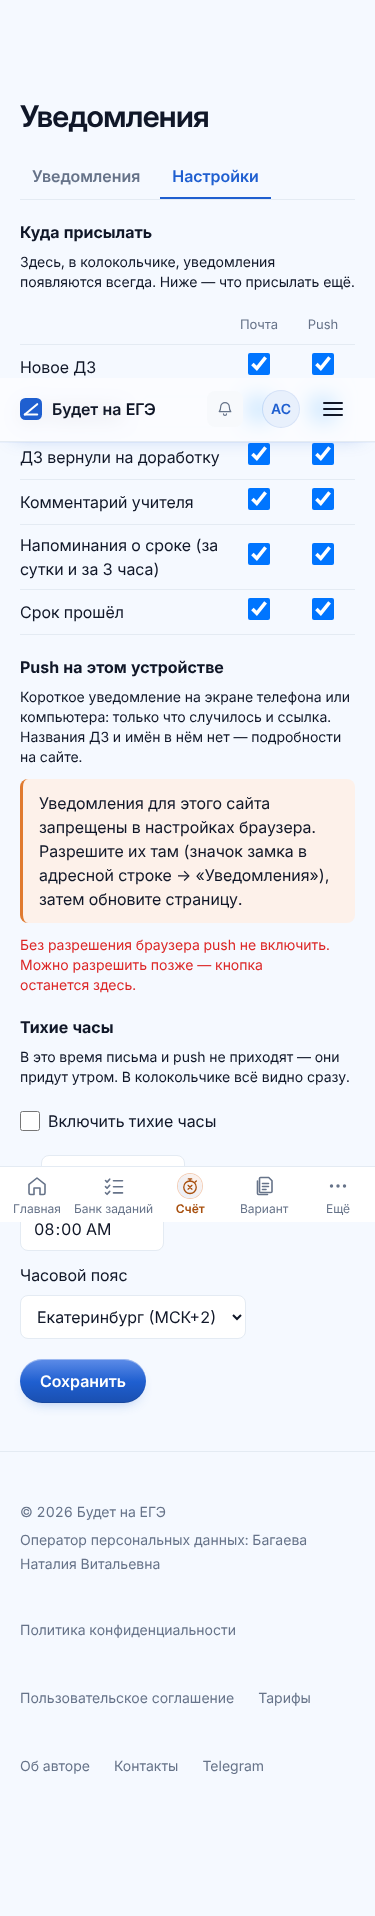 Уведомления
Уведомления Настройки
Куда присылать
Здесь, в колокольчике, уведомления
появляются всегда. Ниже — что присылать ещё.
Почта Push
Новое ДЗ
Будет на ЕГЭ АС
ДЗ вернули на доработку
Комментарий учителя
Напоминания о сроке (за
сутки и за 3 часа)
Срок прошёл
Push на этом устройстве
Короткое уведомление на экране телефона или
компьютера: только что случилось и ссылка.
Названия ДЗ и имён в нём нет — подробности
на сайте.
Уведомления для этого сайта
запрещены в настройках браузера.
Разрешите их там (значок замка в
адресной строке → «Уведомления»),
затем обновите страницу.
Без разрешения браузера push не включить.
Можно разрешить позже — кнопка
останется здесь.
Тихие часы
В это время письма и push не приходят — они
придут утром. В колокольчике всё видно сразу.
Включить тихие часы
Главная Банк заданий Счёт Вариант Ещё
08:00 AM
Часовой пояс
Екатеринбург (МСК+2)
Сохранить
© 2026 Будет на ЕГЭ
Оператор персональных данных: Багаева
Наталия Витальевна
Политика конфиденциальности
Пользовательское соглашение Тарифы
Об авторе Контакты Telegram